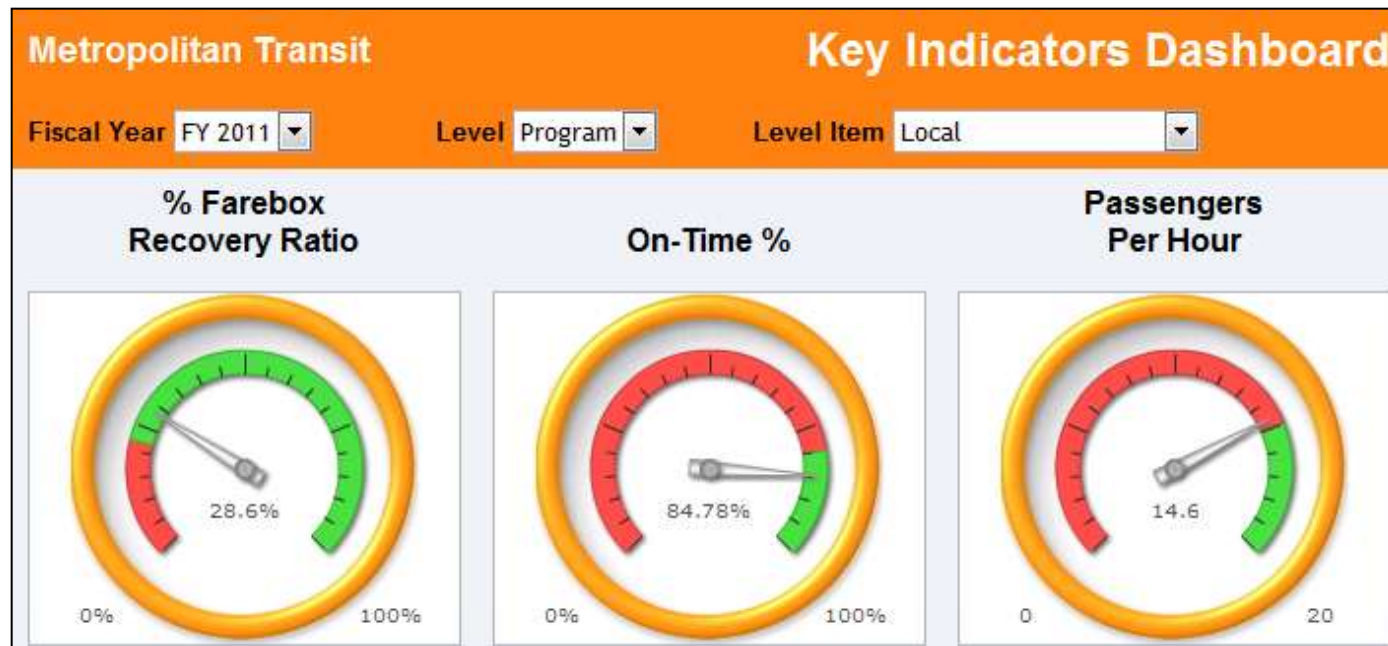 Metropolitan Transit
Key Indicators Dashboard
Fiscal Year FY 2011 Level Program Level Item Local
% Farebox
Recovery Ratio
On-Time %
Passengers
Per Hour
28.6%
84.78%
14.6
0% 100%
0% 100%
0 20